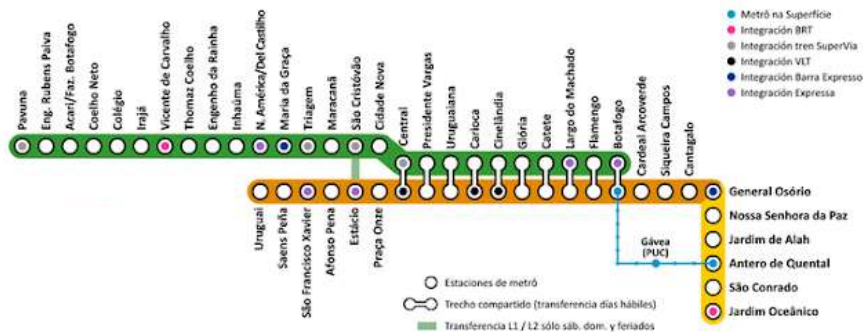 Metrô na Superfície
Integración BRT
Integración tren SuperVia
Integración VLT
Integración Barra Expresso
Integración Expressa
Pavuna
Eng. Rubens Paiva
Acari/Faz. Botafogo
Coelho Neto
Colégio
Irajá
Vicente de Carvalho
Thomaz Coelho
Engenho da Rainha
Inhaúma
N. América/Del Castilho
Maria da Graça
Triagem
Maracanã
São Cristóvão
Cidade Nova
Central
Presidente Vargas
Uruguaiana
Carioca
Cinelândia
Glória
Catete
Largo do Machado
Flamengo
Botafogo
Cardeal Arcoverde
Siqueira Campos
Cantagalo
General Osório
Nossa Senhora da Paz
Jardim de Alah
Antero de Quental
São Conrado
Jardim Oceânico
Uruguai
Saens Peña
São Francisco Xavier
Afonso Pena
Estácio
Praça Onze
Gávea
(PUC)
Estaciones de metrô
Trecho compartido (transferencia días hábiles)
Transferencia L1 / L2 sólo sáb. dom. y feriados